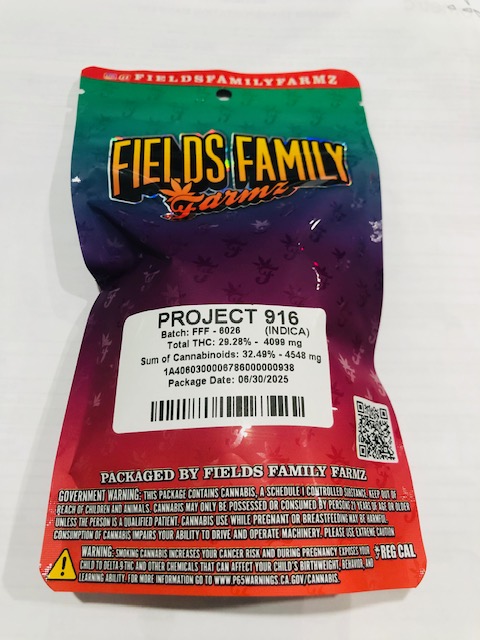 FIELDSFAMILYFARMZ
FIELDS FAMILY
Farmz
PROJECT 916
Batch: FFF - 6026 (INDICA)
Total THC: 29.28% - 4099 mg
Sum of Cannabinoids: 32.49% - 4548 mg
1A4060300006786000000938
Package Date: 06/30/2025
PACKAGED BY FIELDS FAMILY FARMZ
GOVERNMENT WARNING: THIS PACKAGE CONTAINS CANNABIS, A SCHEDULE I CONTROLLED SUBSTANCE. KEEP OUT OF
REACH OF CHILDREN AND ANIMALS. CANNABIS MAY ONLY BE POSSESSED OR CONSUMED BY PERSONS 21 YEARS OF AGE OR OLDER
UNLESS THE PERSON IS A QUALIFIED PATIENT. CANNABIS USE WHILE PREGNANT OR BREASTFEEDING MAY BE HARMFUL.
CONSUMPTION OF CANNABIS IMPAIRS YOUR ABILITY TO DRIVE AND OPERATE MACHINERY. PLEASE USE EXTREME CAUTION
WARNING: SMOKING CANNABIS INCREASES YOUR CANCER RISK AND DURING PREGNANCY EXPOSES YOUR
CHILD TO DELTA-9 THC AND OTHER CHEMICALS THAT CAN AFFECT YOUR CHILD'S BIRTHWEIGHT, BEHAVIOR, AND
LEARNING ABILITY. FOR MORE INFORMATION GO TO WWW.P65WARNINGS.CA.GOV/CANNABIS.
REG CAL